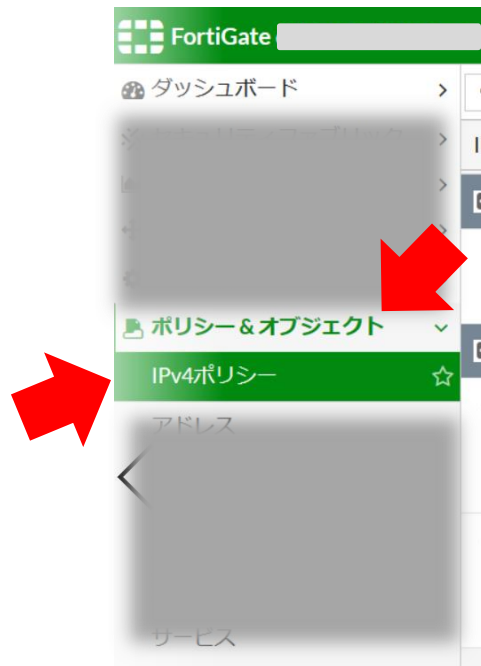 FortiGate
ダッシュボード
ポリシー & オブジェクト
IPv4ポリシー
アドレス
サービス